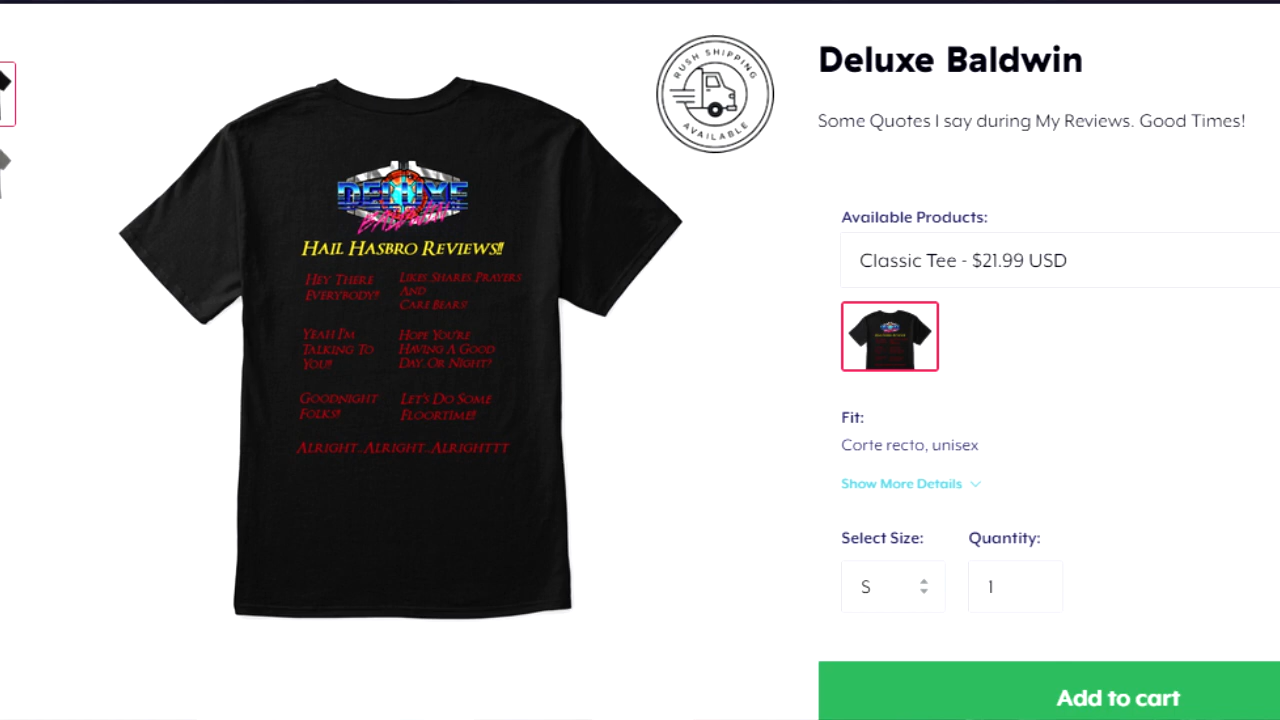 RUSH SHIPPING
AVAILABLE
DELUXE
BALDWIN
HAIL HASBRO REVIEWS!!
HEY THERE
EVERYBODY!!
LIKES, SHARES, PRAYERS
AND
CARE BEARS!
YEAH I'M
TALKING TO
YOU!!
HOPE YOU'RE
HAVING A GOOD
DAY, OR NIGHT?
GOODNIGHT
FOLKS!!
LET'S DO SOME
FLOORTIME!!
ALRIGHT...ALRIGHT...ALRIGHTTT
Deluxe Baldwin
Some Quotes I say during My Reviews. Good Times!
Available Products:
Classic Tee - $21.99 USD
Fit:
Corte recto, unisex
Show More Details
Select Size:
Quantity:
S
1
Add to cart